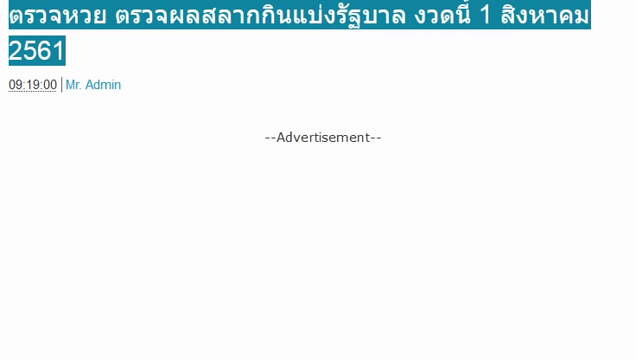 ตรวจหวย ตรวจผลสลากกินแบ่งรัฐบาล งวดนี้ 1 สิงหาคม
2561
09:19:00 | Mr. Admin
--Advertisement--